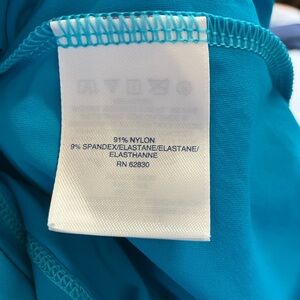 91% NYLON
9% SPANDEX/ELASTANE/ELASTANE/
ELASTHANNE
RN 62830